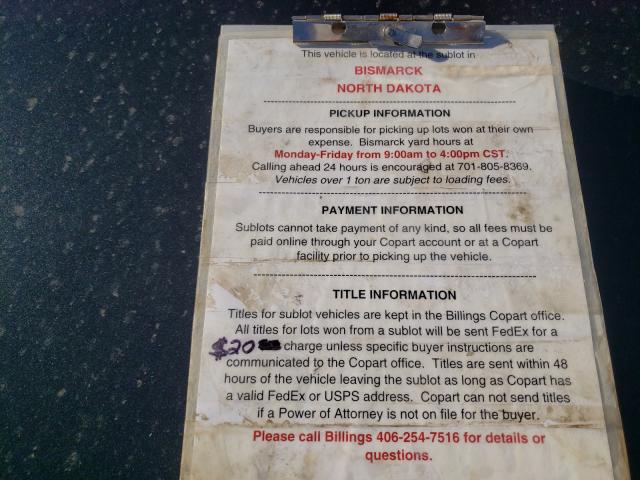 This vehicle is located at the sublot in
BISMARCK
NORTH DAKOTA
PICKUP INFORMATION
Buyers are responsible for picking up lots won at their own
expense. Bismarck yard hours at
Monday-Friday from 9:00am to 4:00pm CST.
Calling ahead 24 hours is encouraged at 701-805-8369.
Vehicles over 1 ton are subject to loading fees.
PAYMENT INFORMATION
Sublots cannot take payment of any kind, so all fees must be
paid online through your Copart account or at a Copart
facility prior to picking up the vehicle.
TITLE INFORMATION
Titles for sublot vehicles are kept in the Billings Copart office.
All titles for lots won from a sublot will be sent FedEx for a
$20 charge unless specific buyer instructions are
communicated to the Copart office. Titles are sent within 48
hours of the vehicle leaving the sublot as long as Copart has
a valid FedEx or USPS address. Copart can not send titles
if a Power of Attorney is not on file for the buyer.
Please call Billings 406-254-7516 for details or
questions.